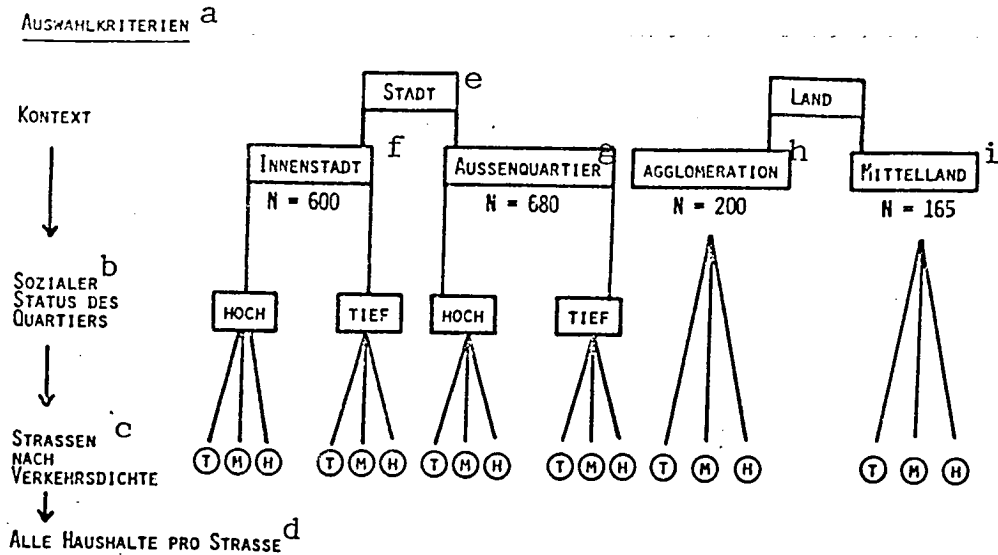 AUSWAHLKRITERIEN a
STADT e
LAND
KONTEXT
INNENSTADT f
AUSSENQUARTIER g
AGGLOMERATION h
MITTELLAND i
N = 600
N = 680
N = 200
N = 165
SOZIALER b
STATUS DES
QUARTIERS
HOCH
TIEF
HOCH
TIEF
STRASSEN c
NACH
VERKEHRSDICHTE
T M H
T M H
T M H
T M H
T M H
T M H
ALLE HAUSHALTE PRO STRASSE d